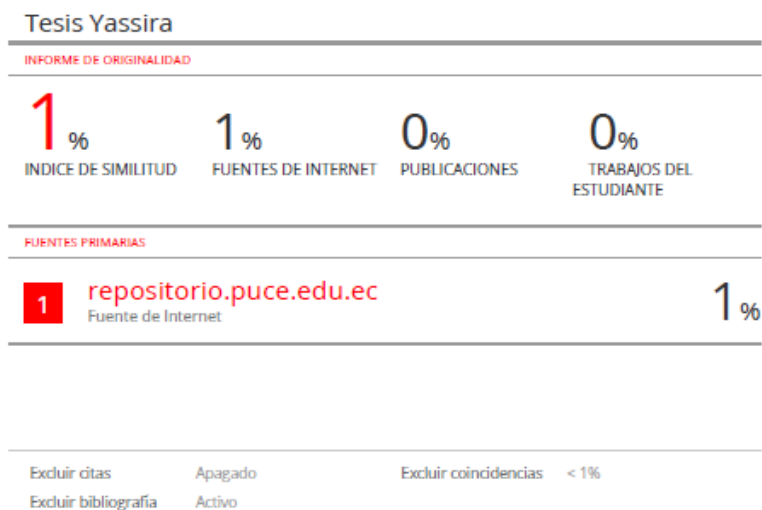 Tesis Yassira
INFORME DE ORIGINALIDAD
1 % 1 % 0% 0%
INDICE DE SIMILITUD FUENTES DE INTERNET PUBLICACIONES TRABAJOS DEL
ESTUDIANTE
FUENTES PRIMARIAS
1 repositorio.puce.edu.ec 1 %
Fuente de Internet
Excluir citas Apagado Excluir coincidencias < 1%
Excluir bibliografía Activo